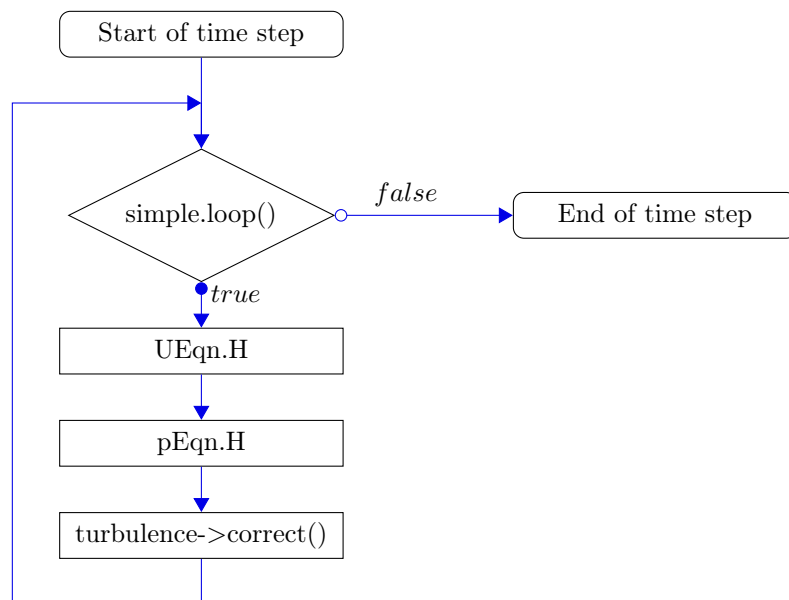 Start of time step
simple.loop()
false
End of time step
true
UEqn.H
pEqn.H
turbulence->correct()